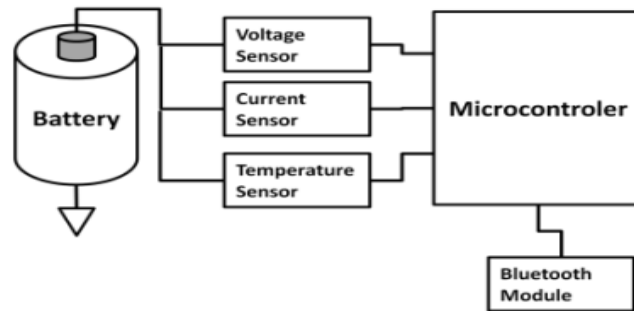 Voltage
Sensor
Battery
Current
Sensor
Microcontroler
Temperature
Sensor
Bluetooth
Module